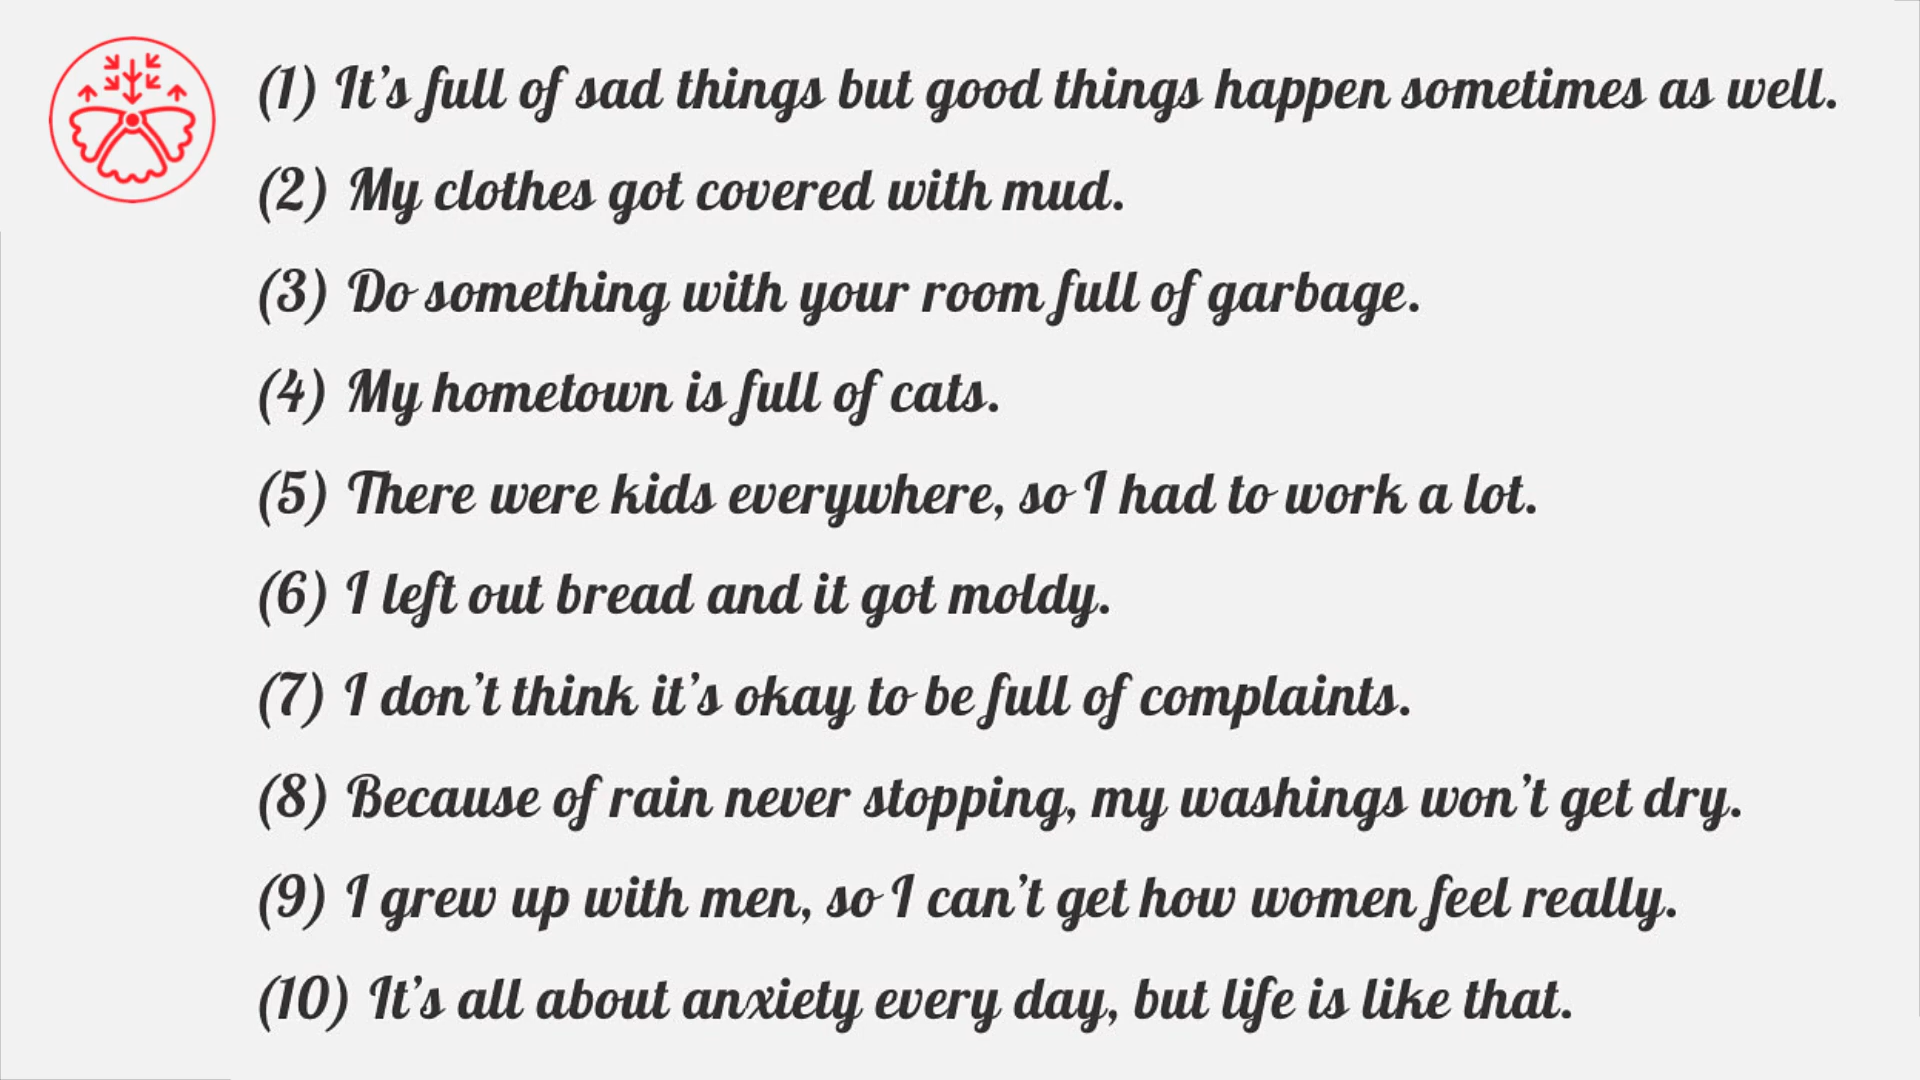 (1) It’s full of sad things but good things happen sometimes as well.
(2) My clothes got covered with mud.
(3) Do something with your room full of garbage.
(4) My hometown is full of cats.
(5) There were kids everywhere, so I had to work a lot.
(6) I left out bread and it got moldy.
(7) I don’t think it’s okay to be full of complaints.
(8) Because of rain never stopping, my washings won’t get dry.
(9) I grew up with men, so I can’t get how women feel really.
(10) It’s all about anxiety every day, but life is like that.